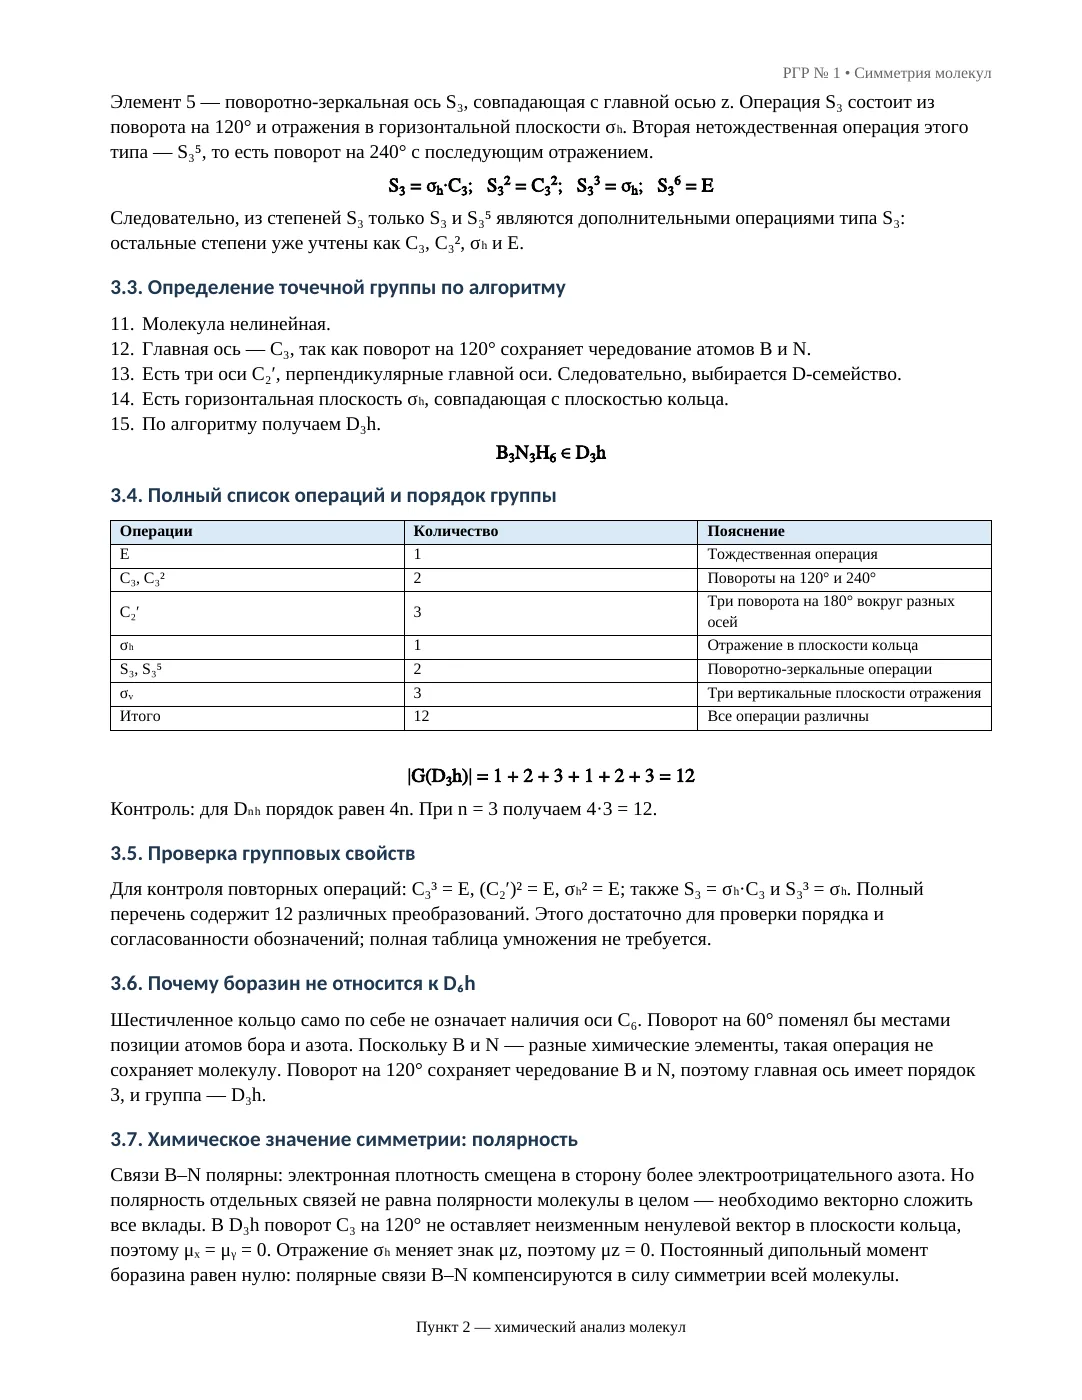 РГР № 1 • Симметрия молекул
Элемент 5 — поворотно-зеркальная ось S₃, совпадающая с главной осью z. Операция S₃ состоит из
поворота на 120° и отражения в горизонтальной плоскости σₕ. Вторая нетождественная операция этого
типа — S₃⁵, то есть поворот на 240° с последующим отражением.
S₃ = σₕ·C₃; S₃² = C₃²; S₃³ = σₕ; S₃⁶ = E
Следовательно, из степеней S₃ только S₃ и S₃⁵ являются дополнительными операциями типа S₃:
остальные степени уже учтены как C₃, C₃², σₕ и E.
3.3. Определение точечной группы по алгоритму
11. Молекула нелинейная.
12. Главная ось — C₃, так как поворот на 120° сохраняет чередование атомов B и N.
13. Есть три оси C₂′, перпендикулярные главной оси. Следовательно, выбирается D-семейство.
14. Есть горизонтальная плоскость σₕ, совпадающая с плоскостью кольца.
15. По алгоритму получаем D₃h.
B₃N₃H₆ ∈ D₃h
3.4. Полный список операций и порядок группы
Операции Количество Пояснение
E 1 Тождественная операция
C₃, C₃² 2 Повороты на 120° и 240°
C₂′ 3 Три поворота на 180° вокруг разных
осей
σₕ 1 Отражение в плоскости кольца
S₃, S₃⁵ 2 Поворотно-зеркальные операции
σᵥ 3 Три вертикальные плоскости отражения
Итого 12 Все операции различны
|G(D₃h)| = 1 + 2 + 3 + 1 + 2 + 3 = 12
Контроль: для Dₙₕ порядок равен 4n. При n = 3 получаем 4·3 = 12.
3.5. Проверка групповых свойств
Для контроля повторных операций: C₃³ = E, (C₂′)² = E, σₕ² = E; также S₃ = σₕ·C₃ и S₃³ = σₕ. Полный
перечень содержит 12 различных преобразований. Этого достаточно для проверки порядка и
согласованности обозначений; полная таблица умножения не требуется.
3.6. Почему боразин не относится к D₆h
Шестичленное кольцо само по себе не означает наличия оси C₆. Поворот на 60° поменял бы местами
позиции атомов бора и азота. Поскольку B и N — разные химические элементы, такая операция не
сохраняет молекулу. Поворот на 120° сохраняет чередование B и N, поэтому главная ось имеет порядок
3, и группа — D₃h.
3.7. Химическое значение симметрии: полярность
Связи B–N полярны: электронная плотность смещена в сторону более электроотрицательного азота. Но
полярность отдельных связей не равна полярности молекулы в целом — необходимо векторно сложить
все вклады. В D₃h поворот C₃ на 120° не оставляет неизменным ненулевой вектор в плоскости кольца,
поэтому μₓ = μᵧ = 0. Отражение σₕ меняет знак μz, поэтому μz = 0. Постоянный дипольный момент
боразина равен нулю: полярные связи B–N компенсируются в силу симметрии всей молекулы.
Пункт 2 — химический анализ молекул